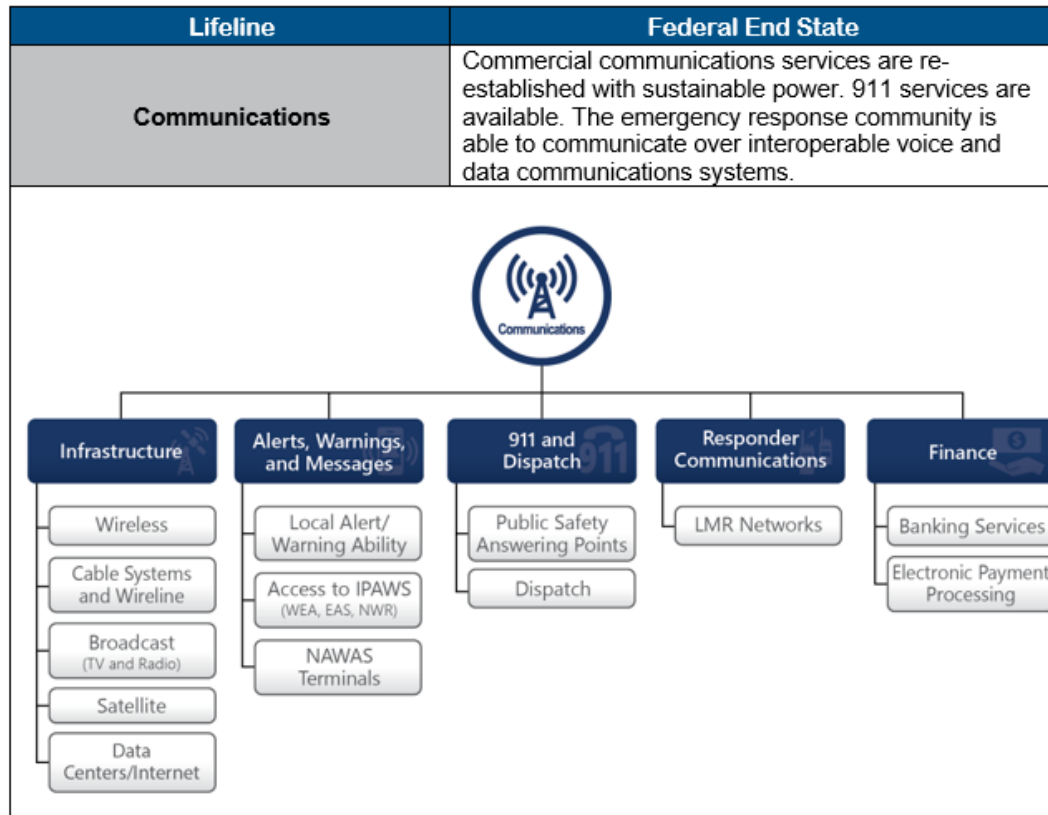 Lifeline
Federal End State
Communications
Commercial communications services are re-
established with sustainable power. 911 services are
available. The emergency response community is
able to communicate over interoperable voice and
data communications systems.
Communications
Infrastructure
Wireless
Cable Systems
and Wireline
Broadcast
(TV and Radio)
Satellite
Data
Centers/Internet
Alerts, Warnings,
and Messages
Local Alert/
Warning Ability
Access to IPAWS
(WEA, EAS, NWR)
NAWAS
Terminals
911 and
Dispatch
911
Public Safety
Answering Points
Dispatch
Responder
Communications
LMR Networks
Finance
Banking Services
Electronic Payment
Processing